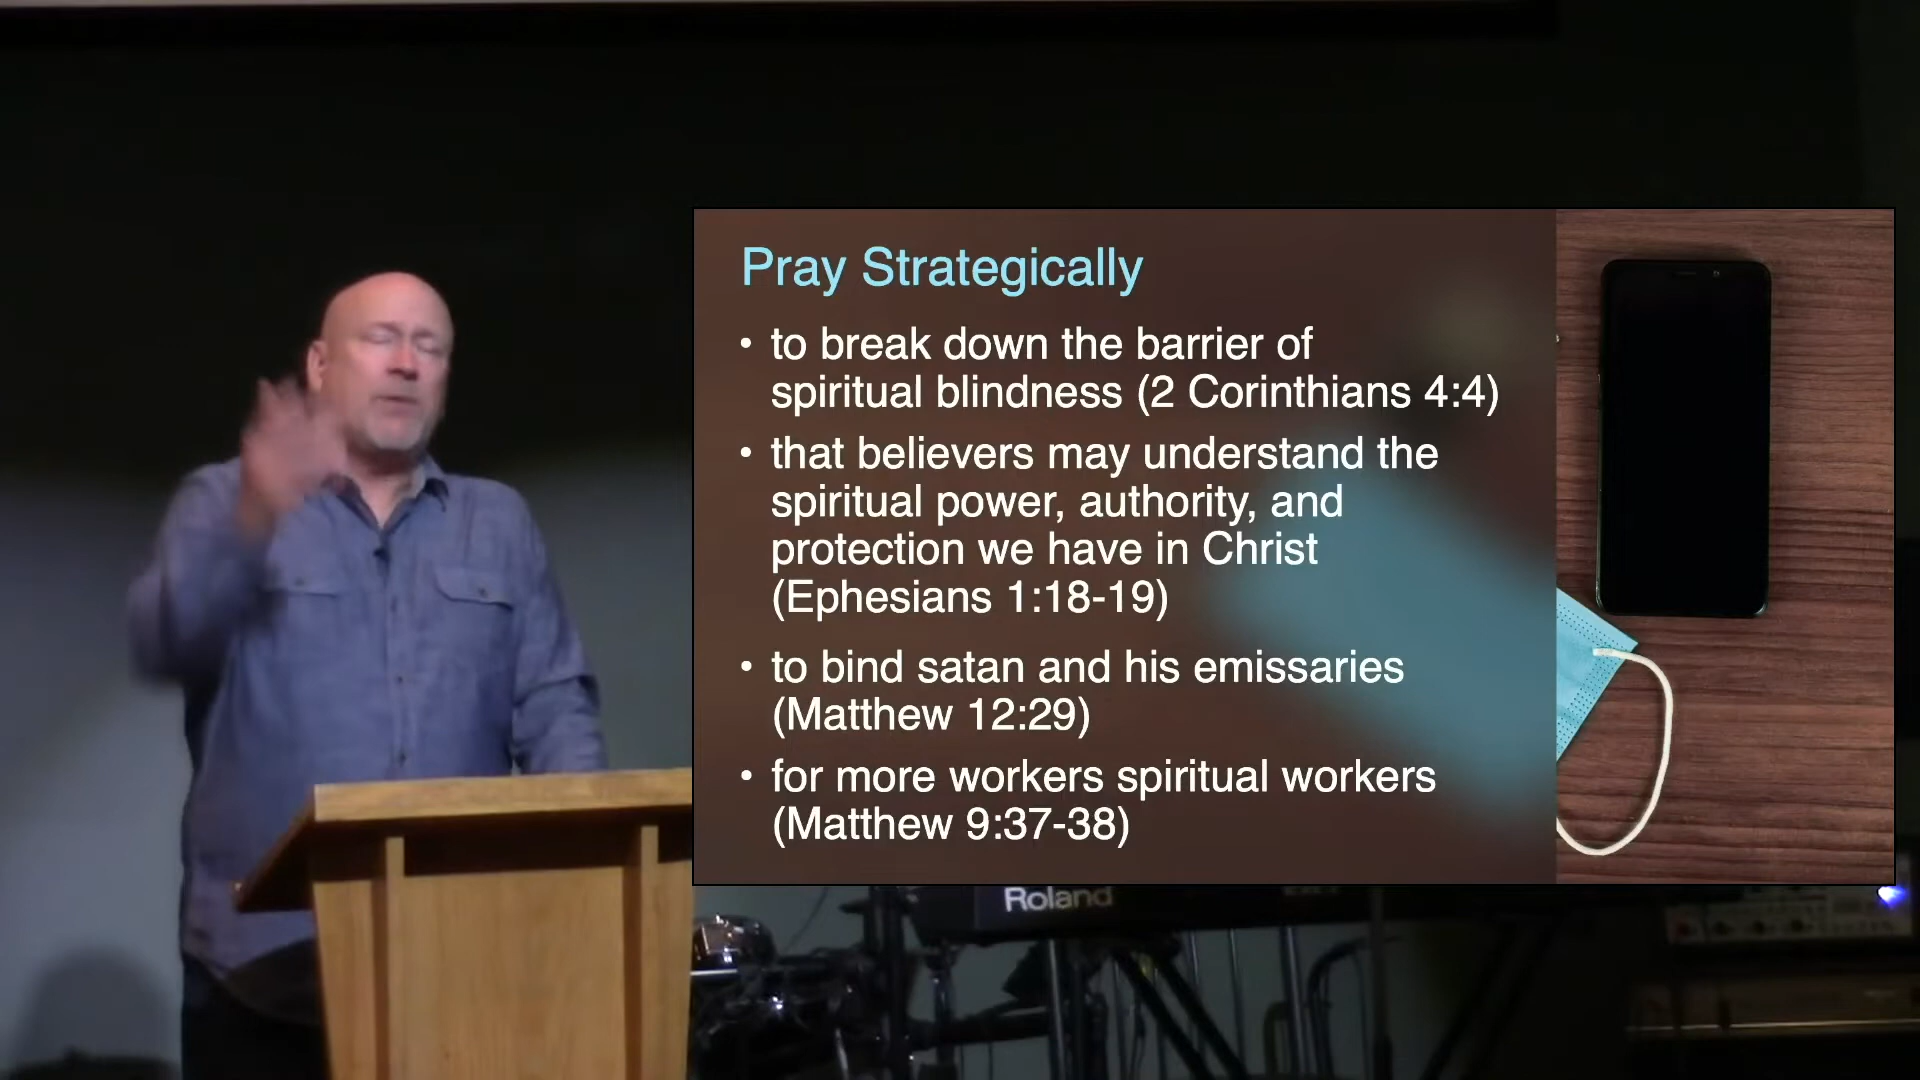 Pray Strategically
• to break down the barrier of
spiritual blindness (2 Corinthians 4:4)
• that believers may understand the
spiritual power, authority, and
protection we have in Christ
(Ephesians 1:18-19)
• to bind satan and his emissaries
(Matthew 12:29)
• for more workers spiritual workers
(Matthew 9:37-38)
Roland